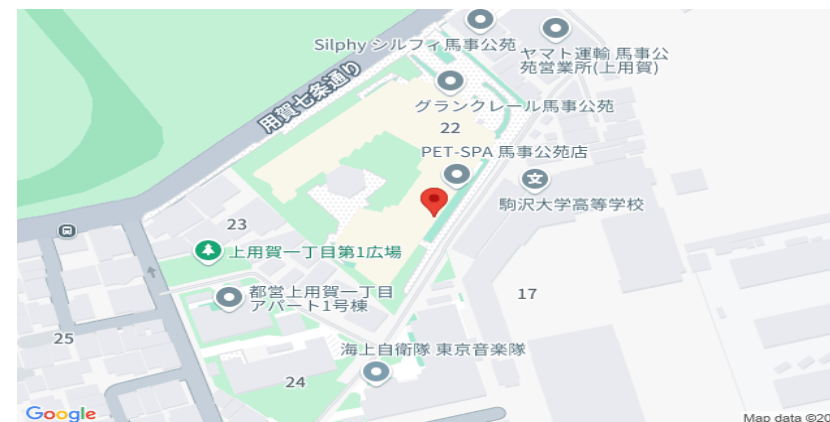 Silphy シルフィ馬事公苑
ヤマト運輸 馬事公
苑営業所(上用賀)
用賀七条通り
グランクレール馬事公苑
22
PET-SPA 馬事公苑店
駒沢大学高等学校
23
上用賀一丁目第1広場
都営上用賀一丁目
アパート1号棟
17
25
海上自衛隊 東京音楽隊
24
Google
Map data ©20